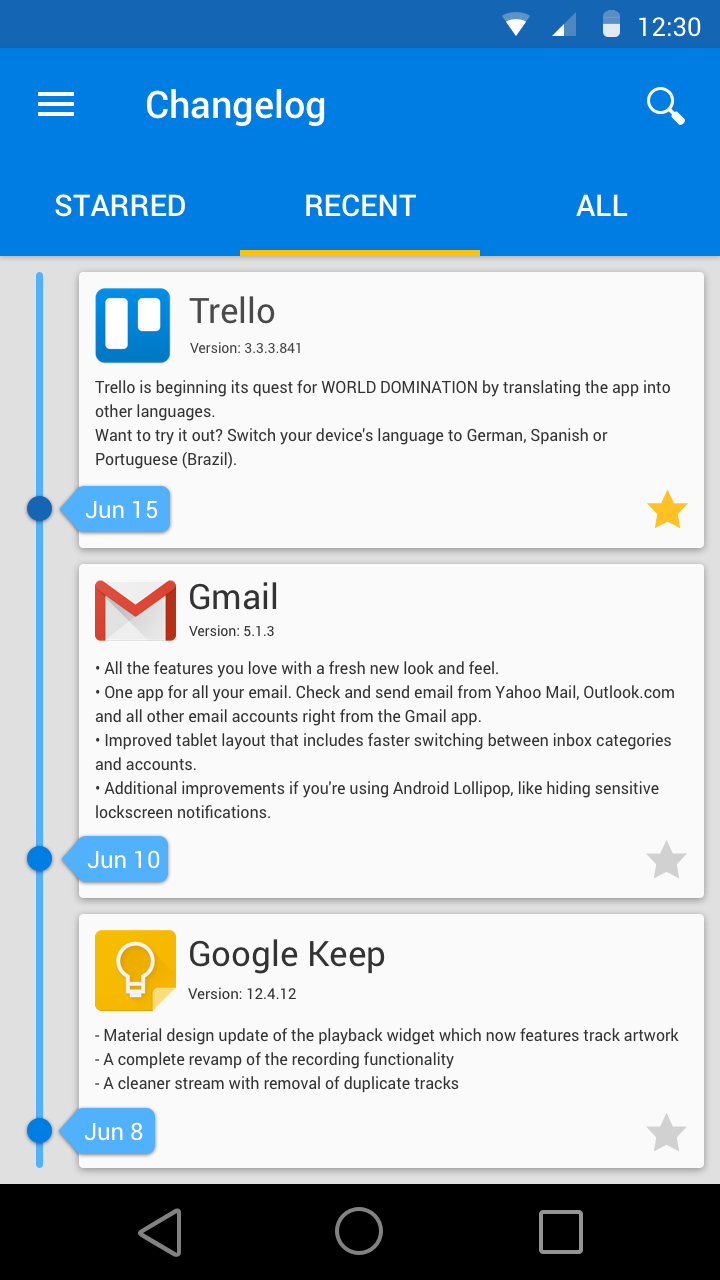 12:30
Changelog
STARRED RECENT ALL
Trello
Version: 3.3.3.841
Trello is beginning its quest for WORLD DOMINATION by translating the app into
other languages.
Want to try it out? Switch your device's language to German, Spanish or
Portuguese (Brazil).
Jun 15
Gmail
Version: 5.1.3
• All the features you love with a fresh new look and feel.
• One app for all your email. Check and send email from Yahoo Mail, Outlook.com
and all other email accounts right from the Gmail app.
• Improved tablet layout that includes faster switching between inbox categories
and accounts.
• Additional improvements if you're using Android Lollipop, like hiding sensitive
lockscreen notifications.
Jun 10
Google Keep
Version: 12.4.12
- Material design update of the playback widget which now features track artwork
- A complete revamp of the recording functionality
- A cleaner stream with removal of duplicate tracks
Jun 8